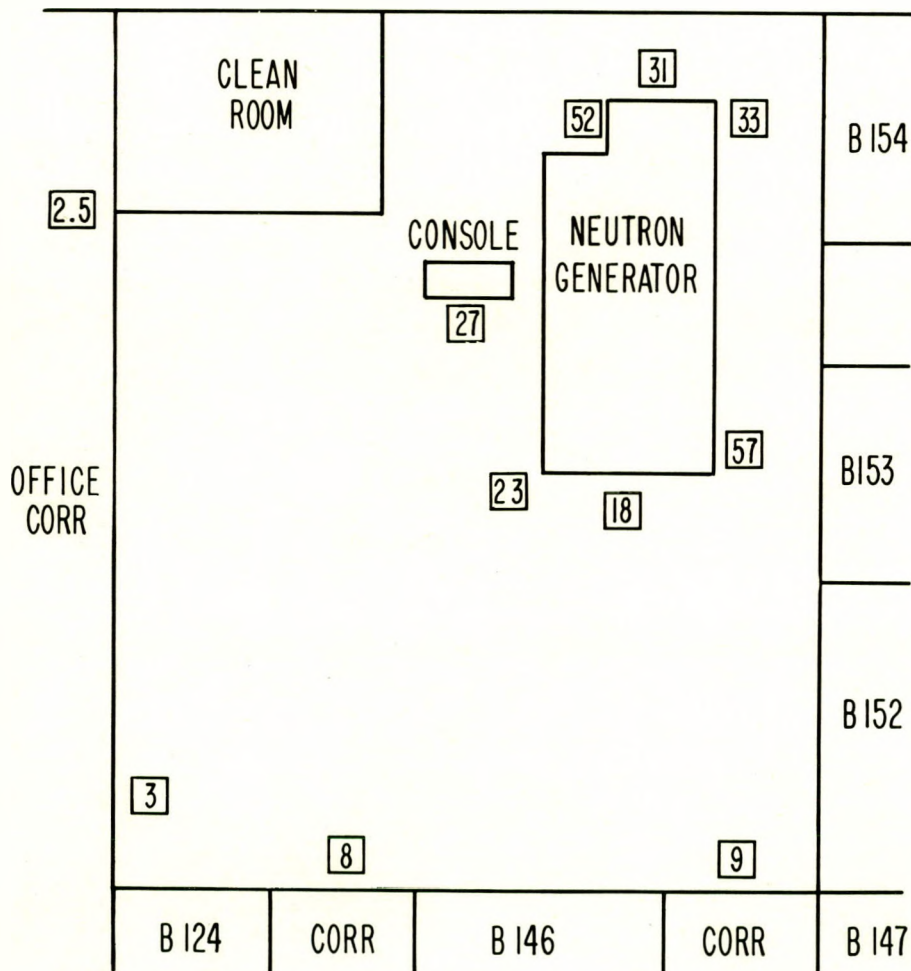 CLEAN
ROOM
31
52
33
B 154
2.5
CONSOLE
NEUTRON
GENERATOR
27
57
OFFICE
CORR
23
18
B153
B 152
3
8
9
B 124
CORR
B 146
CORR
B 147